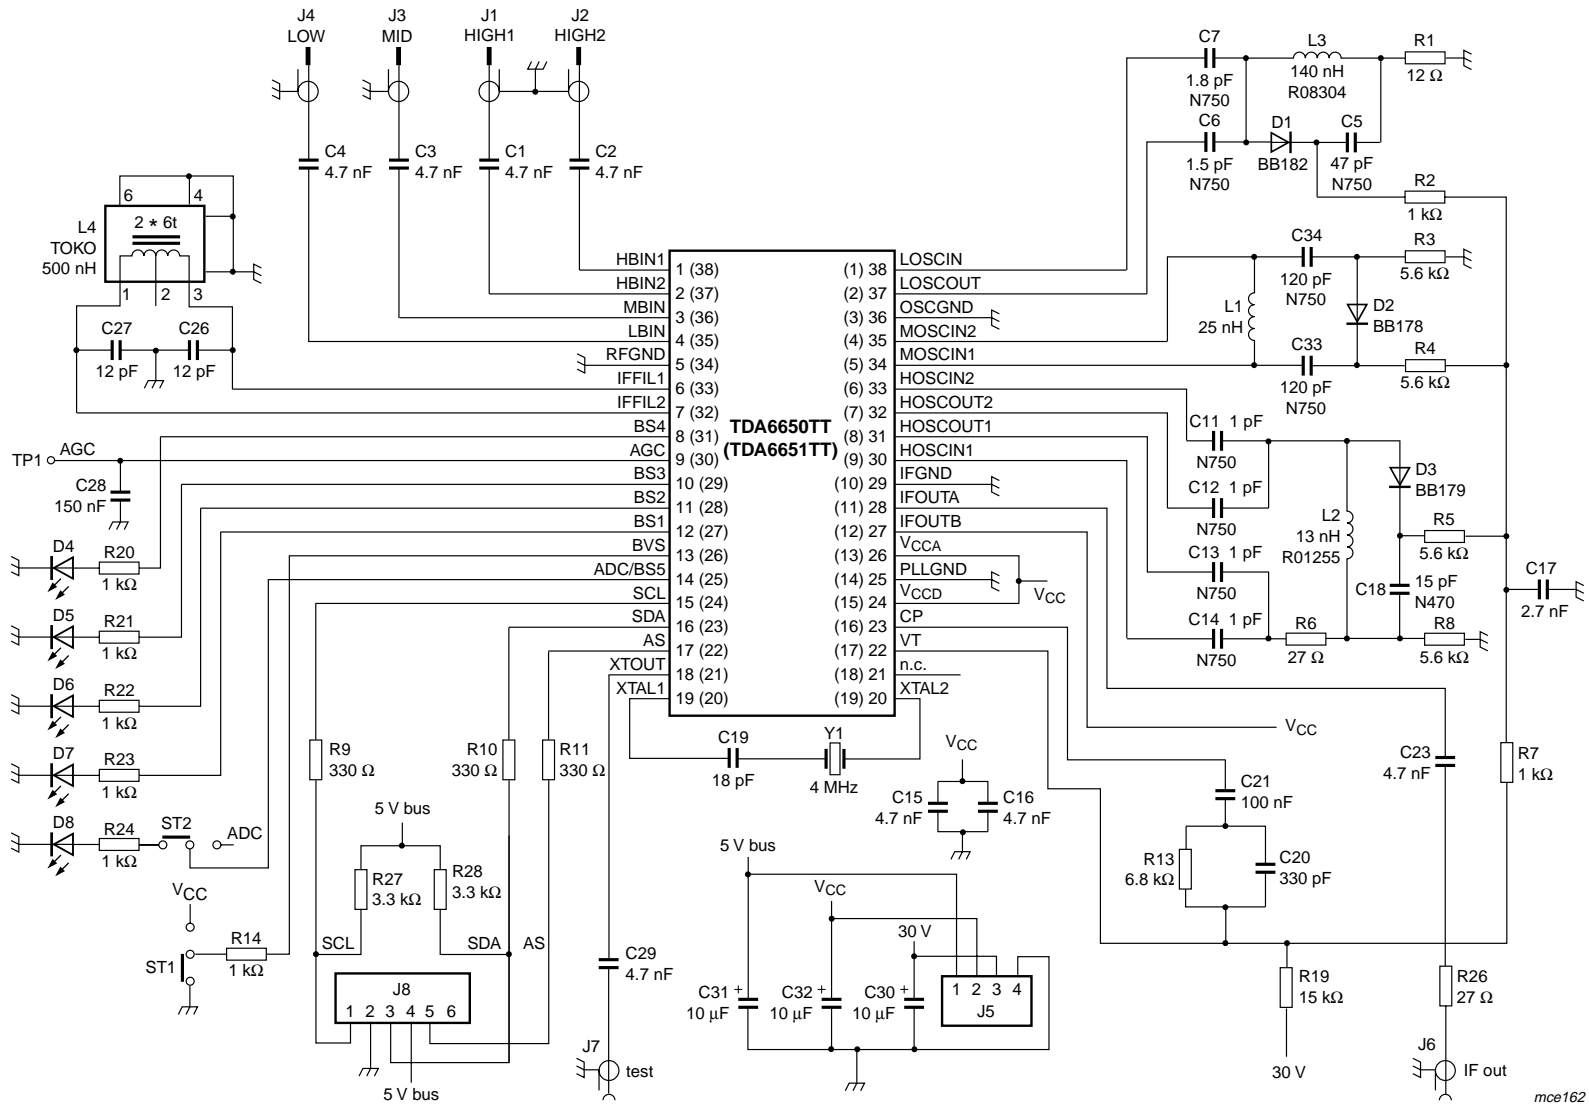 J4
LOW
J3
MID
J1
HIGH1
J2
HIGH2
C4
4.7 nF
C3
4.7 nF
C1
4.7 nF
C2
4.7 nF
C7
1.8 pF
N750
C6
1.5 pF
N750
L3
140 nH
R08304
R1
12 Ω
D1
BB182
C5
47 pF
N750
R2
1 kΩ
L4
TOKO
500 nH
6
4
2 * 6t
1
2
3
C27
12 pF
C26
12 pF
C34
120 pF
N750
R3
5.6 kΩ
L1
25 nH
D2
BB178
C33
120 pF
N750
R4
5.6 kΩ
HBIN1
HBIN2
MBIN
LBIN
RFGND
IFFIL1
IFFIL2
BS4
AGC
BS3
BS2
BS1
BVS
ADC/BS5
SCL
SDA
AS
XTOUT
XTAL1
1 (38)
2 (37)
3 (36)
4 (35)
5 (34)
6 (33)
7 (32)
8 (31)
9 (30)
10 (29)
11 (28)
12 (27)
13 (26)
14 (25)
15 (24)
16 (23)
17 (22)
18 (21)
19 (20)
TDA6650TT
(TDA6651TT)
(1) 38
(2) 37
(3) 36
(4) 35
(5) 34
(6) 33
(7) 32
(8) 31
(9) 30
(10) 29
(11) 28
(12) 27
(13) 26
(14) 25
(15) 24
(16) 23
(17) 22
(18) 21
(19) 20
LOSCIN
LOSCOUT
OSCGND
MOSCIN2
MOSCIN1
HOSCIN2
HOSCOUT2
HOSCOUT1
HOSCIN1
IFGND
IFOUTA
IFOUTB
VCCA
PLLGND
VCCD
CP
VT
n.c.
XTAL2
VCC
TP1
AGC
C28
150 nF
C11 1 pF
N750
C12 1 pF
N750
C13 1 pF
N750
C14 1 pF
N750
D3
BB179
L2
13 nH
R01255
R5
5.6 kΩ
C18
15 pF
N470
R6
27 Ω
R8
5.6 kΩ
C17
2.7 nF
D4
R20
1 kΩ
D5
R21
1 kΩ
D6
R22
1 kΩ
D7
R23
1 kΩ
D8
R24
1 kΩ
ST2
ADC
VCC
ST1
R14
1 kΩ
R9
330 Ω
R10
330 Ω
R11
330 Ω
5 V bus
R27
3.3 kΩ
R28
3.3 kΩ
SCL
SDA
AS
J8
1 2 3 4 5 6
5 V bus
C19
18 pF
Y1
4 MHz
C29
4.7 nF
J7
test
VCC
C15
4.7 nF
C16
4.7 nF
5 V bus
VCC
30 V
C31
10 µF
+
C32
10 µF
+
C30
10 µF
+
1 2 3 4
J5
VCC
C21
100 nF
R13
6.8 kΩ
C20
330 pF
C23
4.7 nF
R7
1 kΩ
R19
15 kΩ
30 V
R26
27 Ω
J6
IF out
mce162